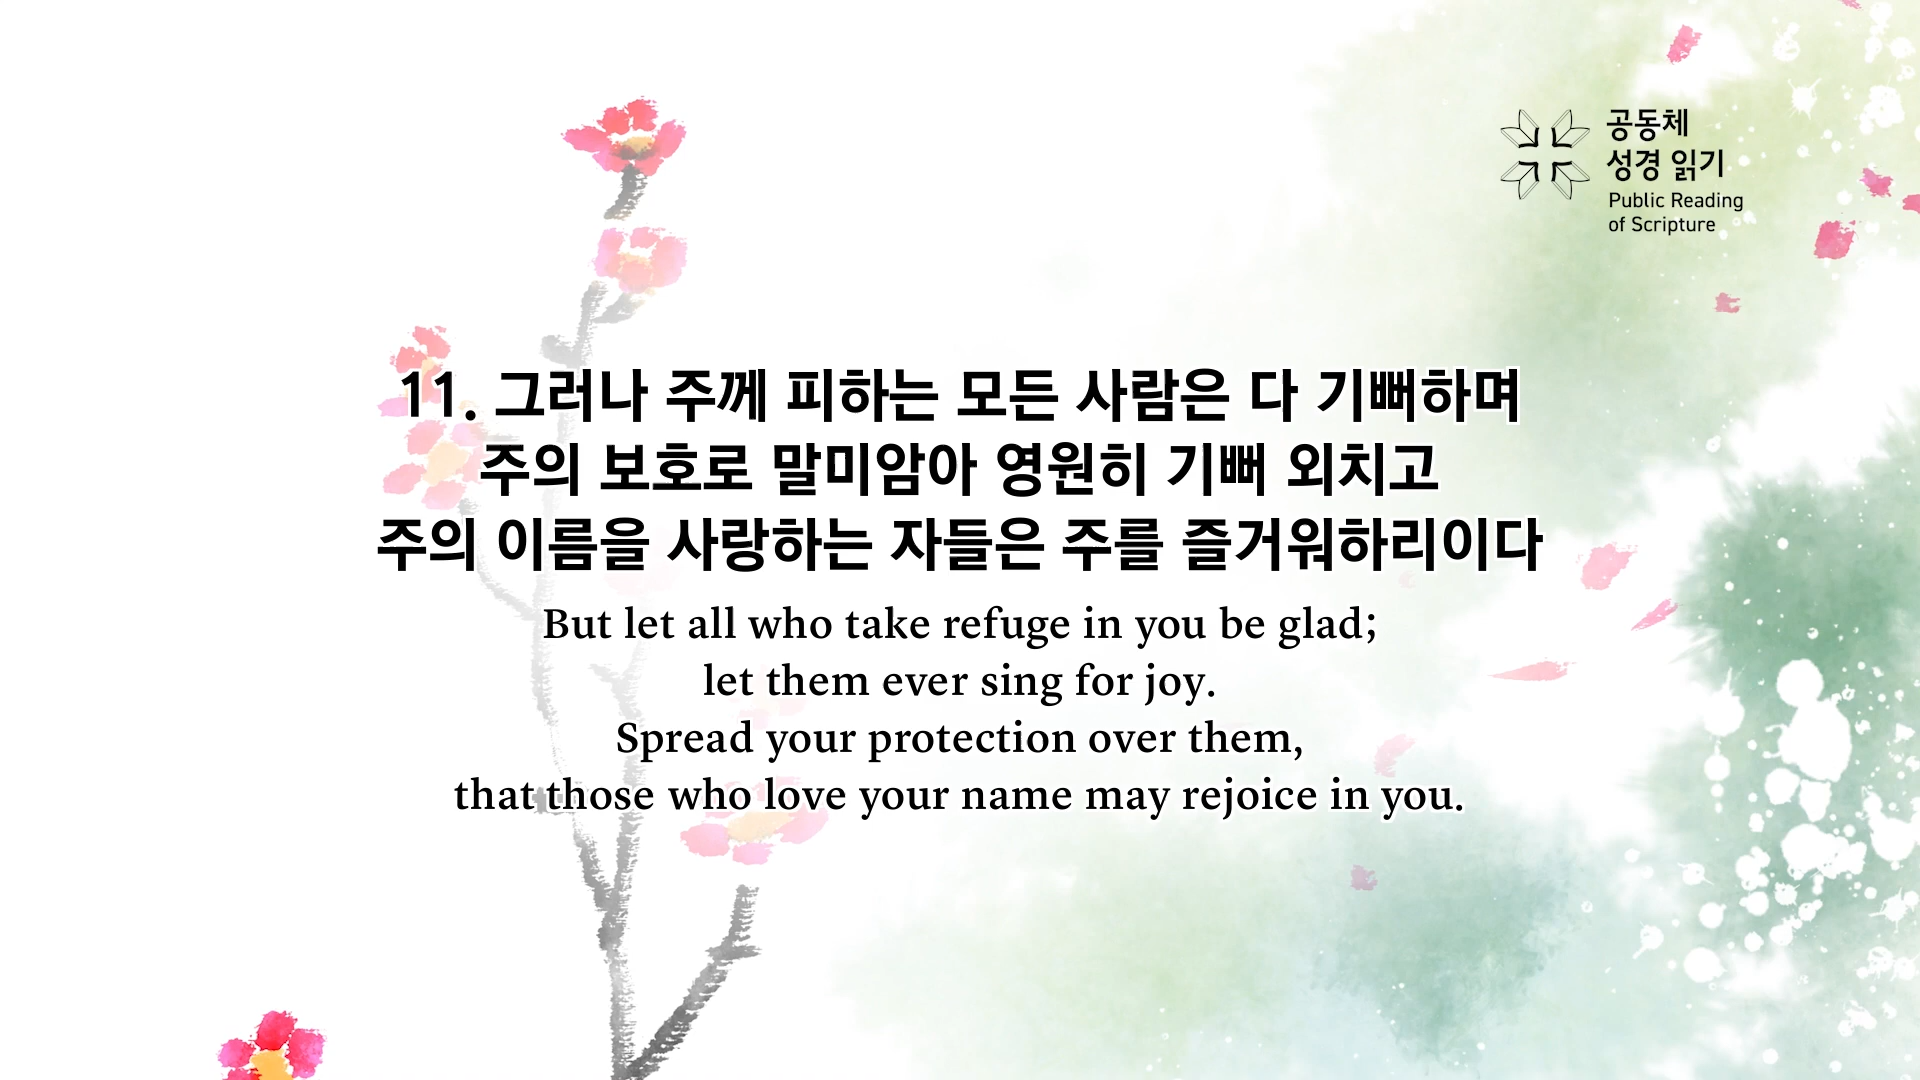 공동체
성경 읽기
Public Reading
of Scripture
11. 그러나 주께 피하는 모든 사람은 다 기뻐하며
주의 보호로 말미암아 영원히 기뻐 외치고
주의 이름을 사랑하는 자들은 주를 즐거워하리이다
But let all who take refuge in you be glad;
let them ever sing for joy.
Spread your protection over them,
that those who love your name may rejoice in you.